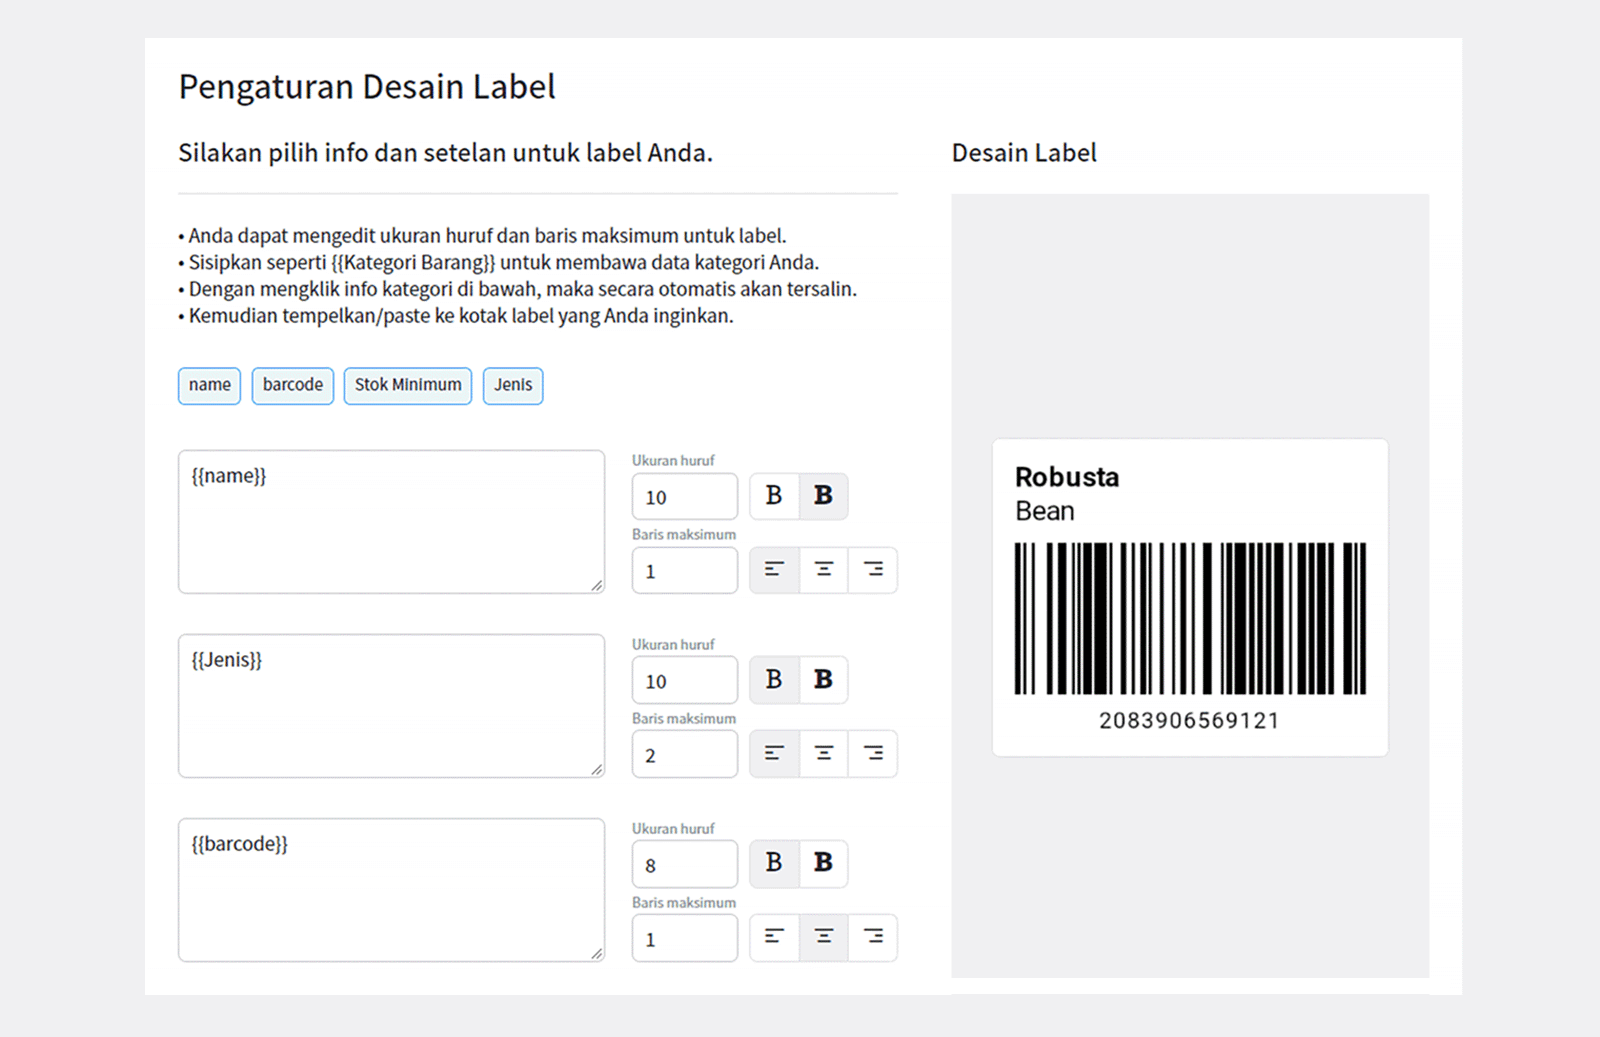 Pengaturan Desain Label
Silakan pilih info dan setelan untuk label Anda.
• Anda dapat mengedit ukuran huruf dan baris maksimum untuk label.
• Sisipkan seperti {{Kategori Barang}} untuk membawa data kategori Anda.
• Dengan mengklik info kategori di bawah, maka secara otomatis akan tersalin.
• Kemudian tempelkan/paste ke kotak label yang Anda inginkan.
name barcode Stok Minimum Jenis
{{name}}
Ukuran huruf
10 B B
Baris maksimum
1
{{Jenis}}
Ukuran huruf
10 B B
Baris maksimum
2
{{barcode}}
Ukuran huruf
8 B B
Baris maksimum
1
Desain Label
Robusta
Bean
2083906569121